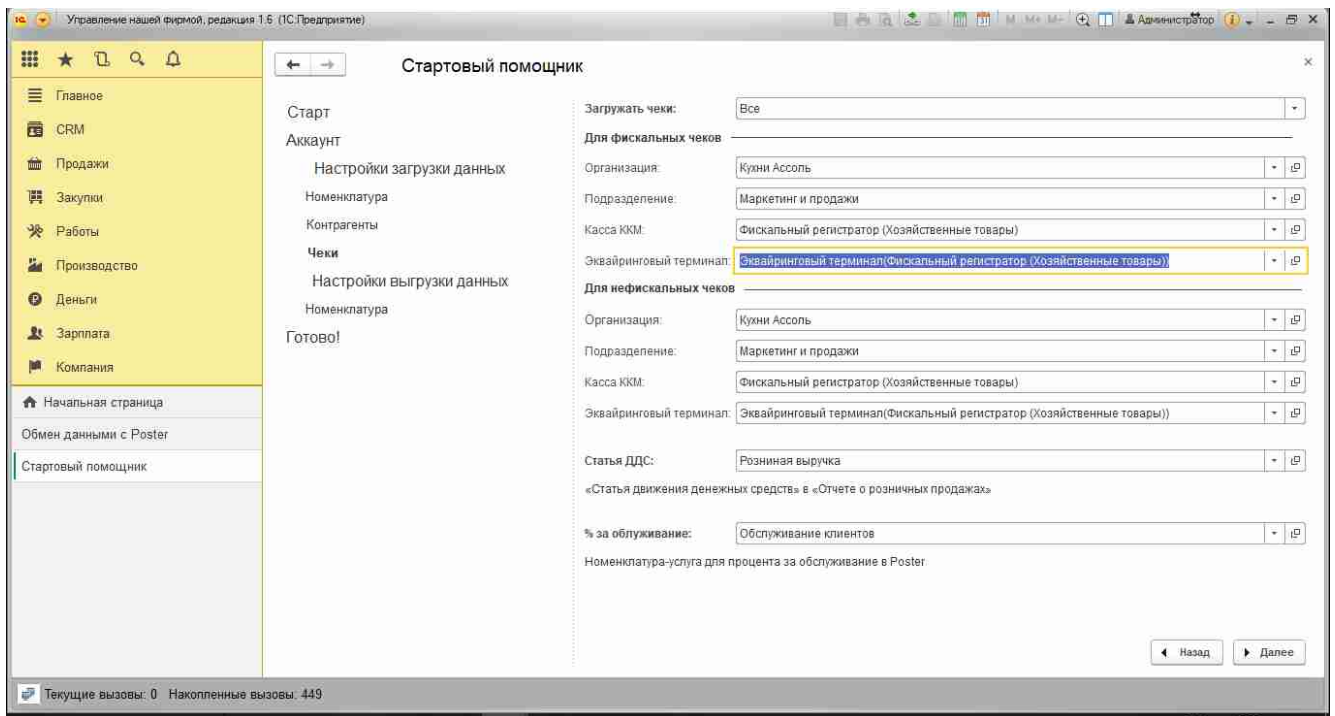 Управление нашей фирмой, редакция 1.6 (1С:Предприятие)
M M+ M- Администратор
Главное
CRM
Продажи
Закупки
Работы
Производство
Деньги
Зарплата
Компания
Начальная страница
Обмен данными с Poster
Стартовый помощник
Стартовый помощник
Старт
Аккаунт
Настройки загрузки данных
Номенклатура
Контрагенты
Чеки
Настройки выгрузки данных
Номенклатура
Готово!
Загружать чеки: Все
Для фискальных чеков
Организация: Кухни Ассоль
Подразделение: Маркетинг и продажи
Касса ККМ: Фискальный регистратор (Хозяйственные товары)
Эквайринговый терминал: Эквайринговый терминал(Фискальный регистратор (Хозяйственные товары))
Для нефискальных чеков
Организация: Кухни Ассоль
Подразделение: Маркетинг и продажи
Касса ККМ: Фискальный регистратор (Хозяйственные товары)
Эквайринговый терминал: Эквайринговый терминал(Фискальный регистратор (Хозяйственные товары))
Статья ДДС: Розниная выручка
«Статья движения денежных средств» в «Отчете о розничных продажах»
% за облуживание: Обслуживание клиентов
Номенклатура-услуга для процента за обслуживание в Poster
Назад Далее
Текущие вызовы: 0 Накопленные вызовы: 449